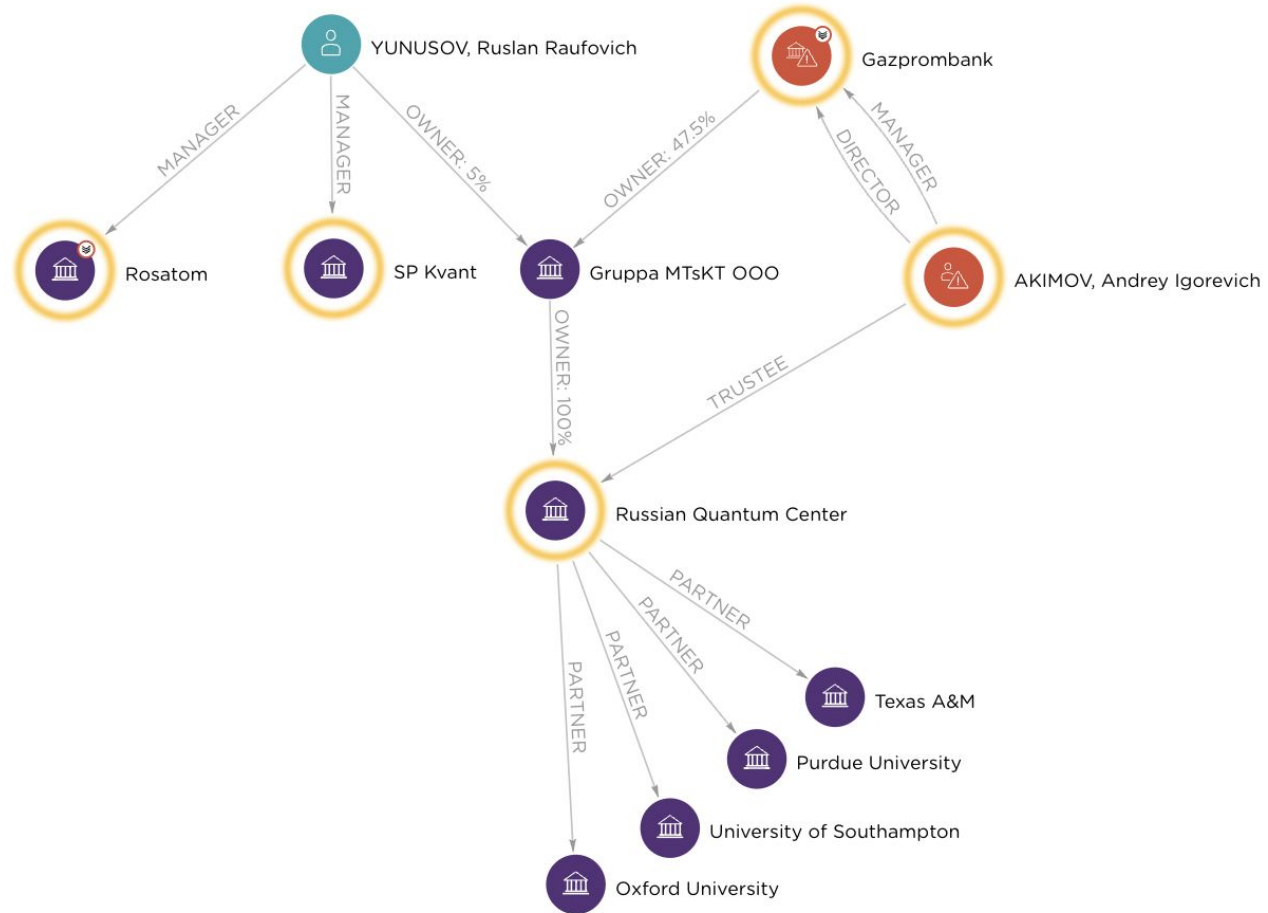 YUNUSOV, Ruslan Raufovich
Gazprombank
MANAGER
MANAGER
OWNER: 5%
OWNER: 47.5%
DIRECTOR
MANAGER
Rosatom
SP Kvant
Gruppa MTsKT OOO
AKIMOV, Andrey Igorevich
OWNER: 100%
TRUSTEE
Russian Quantum Center
PARTNER
PARTNER
PARTNER
PARTNER
Texas A&M
Purdue University
University of Southampton
Oxford University